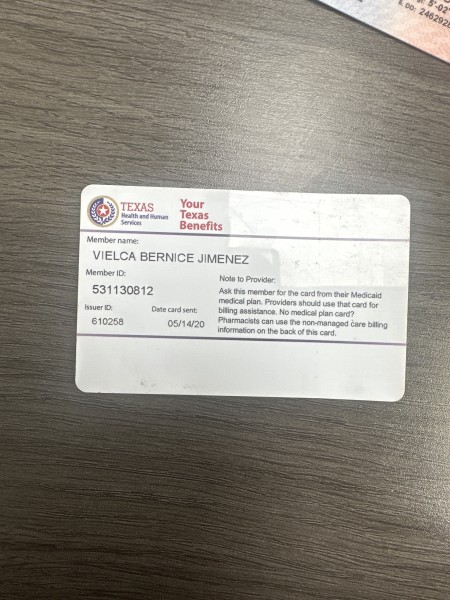 5'-02"
TEXAS
Health and Human
Services
Your
Texas
Benefits
Member name:
VIELCA BERNICE JIMENEZ
Member ID:
531130812
Issuer ID:
610258
Date card sent:
05/14/20
Note to Provider:
Ask this member for the card from their Medicaid
medical plan. Providers should use that card for
billing assistance. No medical plan card?
Pharmacists can use the non-managed care billing
information on the back of this card.